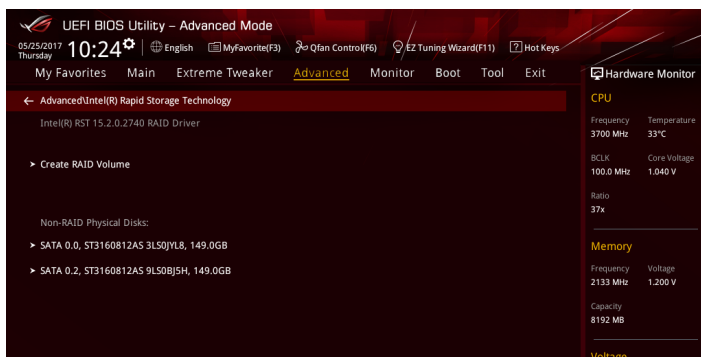 UEFI BIOS Utility – Advanced Mode
05/25/2017 Thursday 10:24 English MyFavorite(F3) Qfan Control(F6) EZ Tuning Wizard(F11) ? Hot Keys
My Favorites Main Extreme Tweaker Advanced Monitor Boot Tool Exit
← Advanced\Intel(R) Rapid Storage Technology
Intel(R) RST 15.2.0.2740 RAID Driver
> Create RAID Volume
Non-RAID Physical Disks:
> SATA 0.0, ST3160812AS 3LS0JYL8, 149.0GB
> SATA 0.2, ST3160812AS 9LS0BJ5H, 149.0GB
Hardware Monitor
CPU
Frequency Temperature
3700 MHz 33°C
BCLK Core Voltage
100.0 MHz 1.040 V
Ratio
37x
Memory
Frequency Voltage
2133 MHz 1.200 V
Capacity
8192 MB
Voltage